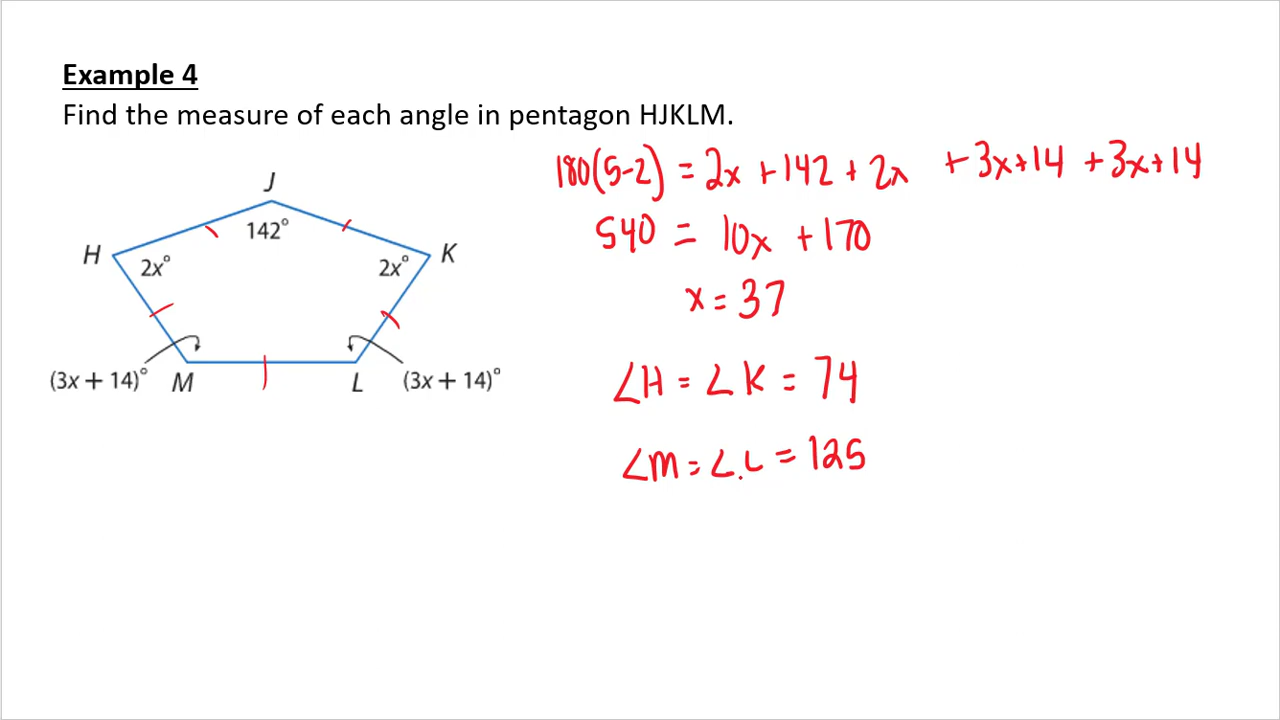 Example 4
Find the measure of each angle in pentagon HJKLM.
180(5-2) = 2x + 142 + 2x + 3x+14 + 3x+14
J
142°
540 = 10x + 170
H
K
2x°
2x°
x = 37
(3x + 14)°
M
L
(3x + 14)°
∠H = ∠K = 74
∠M = ∠L = 125